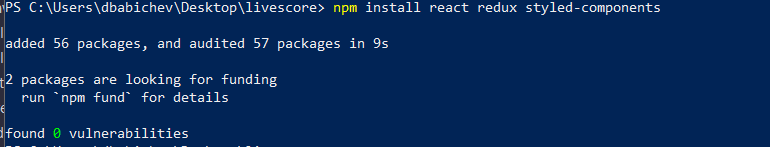 PS C:\Users\dbabichev\Desktop\livescore> npm install react redux styled-components
added 56 packages, and audited 57 packages in 9s
2 packages are looking for funding
run `npm fund` for details
found 0 vulnerabilities